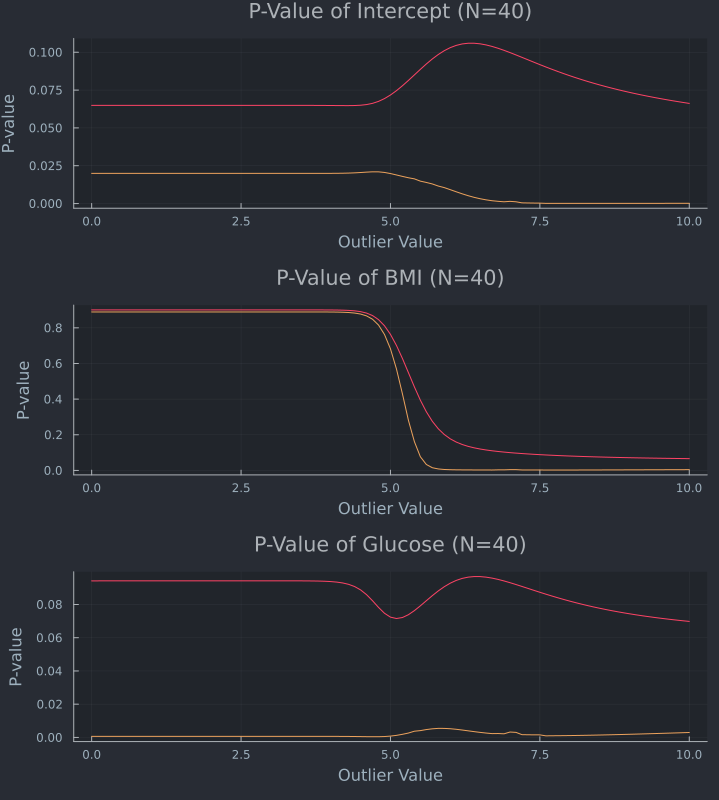 P-Value of Intercept (N=40)
0.100
0.075
0.050
0.025
0.000
P-value
0.0 2.5 5.0 7.5 10.0
Outlier Value
P-Value of BMI (N=40)
0.8
0.6
0.4
0.2
0.0
P-value
0.0 2.5 5.0 7.5 10.0
Outlier Value
P-Value of Glucose (N=40)
0.08
0.06
0.04
0.02
0.00
P-value
0.0 2.5 5.0 7.5 10.0
Outlier Value